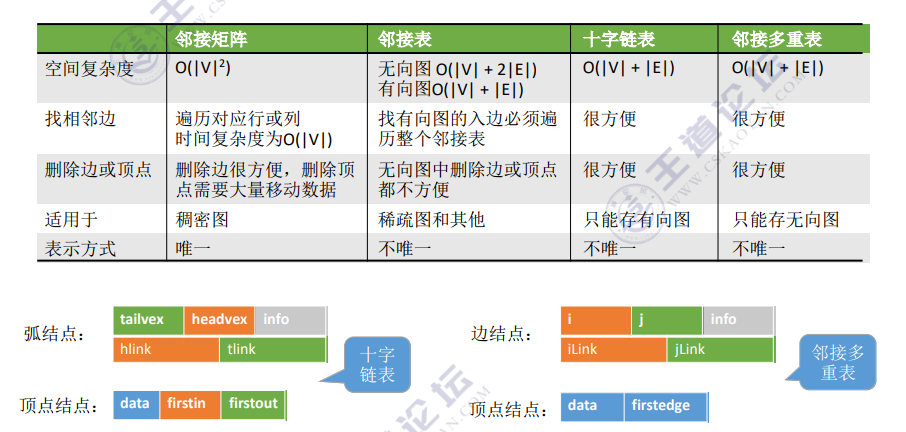 邻接矩阵 邻接表 十字链表 邻接多重表
空间复杂度 O(|V|²) 无向图 O(|V| + 2|E|) O(|V| + |E|) O(|V| + |E|)
有向图O(|V| + |E|)
找相邻边 遍历对应行或列 找有向图的入边必须遍 很方便 很方便
时间复杂度为O(|V|) 历整个邻接表
删除边或顶点 删除边很方便，删除顶 无向图中删除边或顶点 很方便 很方便
点需要大量移动数据 都不方便
适用于 稠密图 稀疏图和其他 只能存有向图 只能存无向图
表示方式 唯一 不唯一 不唯一 不唯一
弧结点： tailvex headvex info
hlink tlink
十字
链表
顶点结点： data firstin firstout
边结点： i j info
iLink jLink
邻接多
重表
顶点结点： data firstedge
王道论坛
WWW.CSKAOYAN.COM